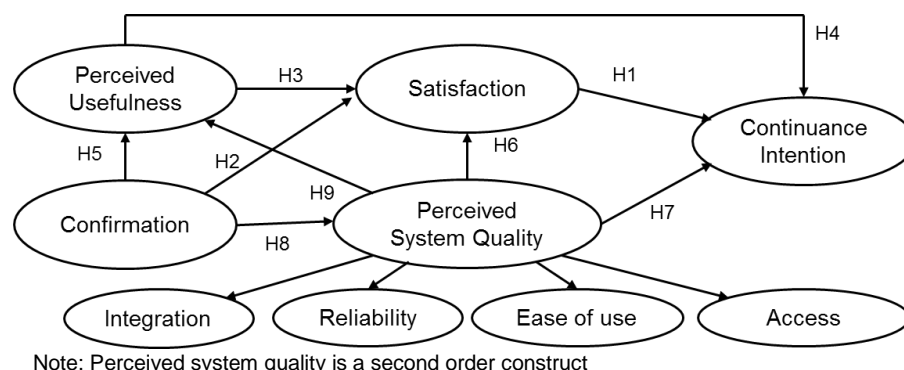 H4
Perceived
Usefulness
H3
Satisfaction
H1
Continuance
Intention
H5
H2
H6
H9
Confirmation
H8
Perceived
System Quality
H7
Integration
Reliability
Ease of use
Access
Note: Perceived system quality is a second order construct